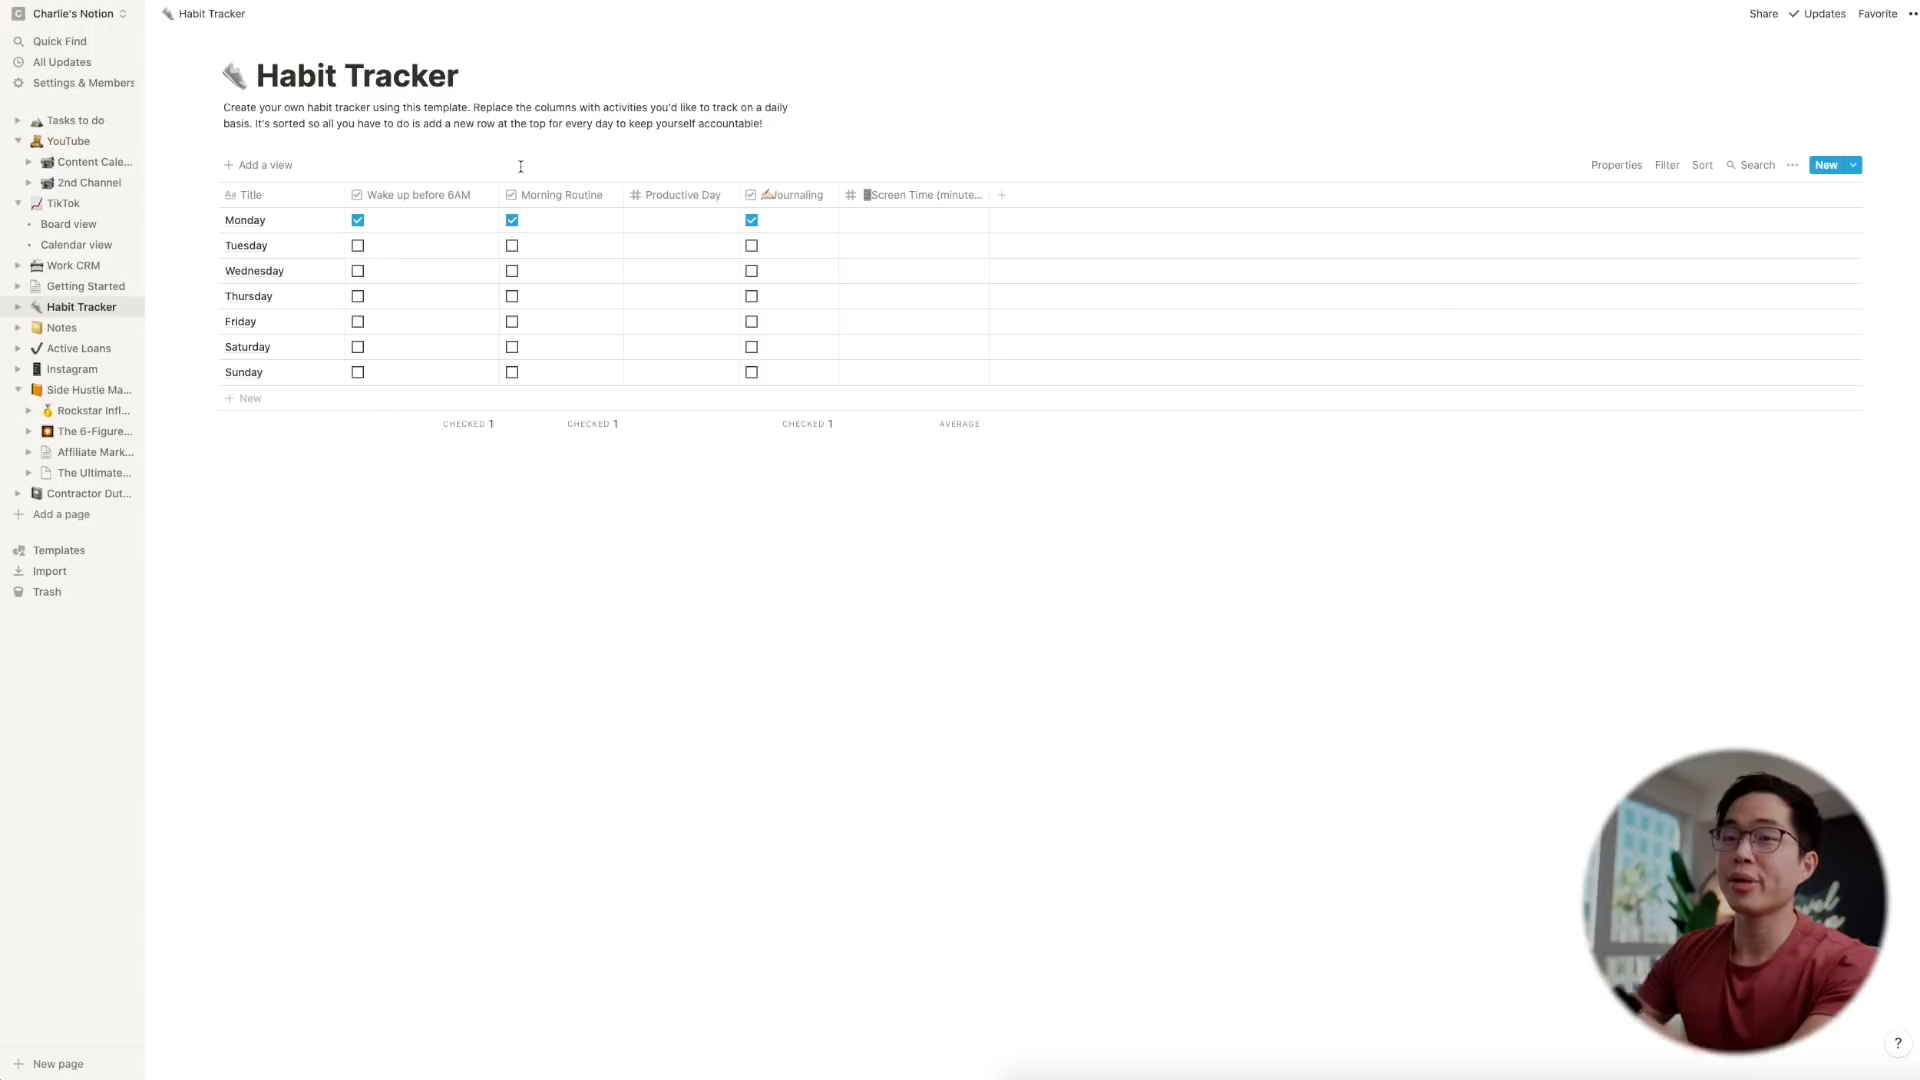 C Charlie's Notion
Quick Find
All Updates
Settings & Members
Tasks to do
YouTube
Content Cale...
2nd Channel
TikTok
Board view
Calendar view
Work CRM
Getting Started
Habit Tracker
Notes
Active Loans
Instagram
Side Hustle Ma...
Rockstar Infl...
The 6-Figure...
Affiliate Mark...
The Ultimate...
Contractor Dut...
Add a page
Templates
Import
Trash
New page
Habit Tracker
Share Updates Favorite
Habit Tracker
Create your own habit tracker using this template. Replace the columns with activities you'd like to track on a daily
basis. It's sorted so all you have to do is add a new row at the top for every day to keep yourself accountable!
+ Add a view
Properties Filter Sort Search ··· New
Aa Title Wake up before 6AM Morning Routine # Productive Day Journaling # Screen Time (minute... +
Monday
Tuesday
Wednesday
Thursday
Friday
Saturday
Sunday
+ New
CHECKED 1 CHECKED 1 CHECKED 1 AVERAGE
?